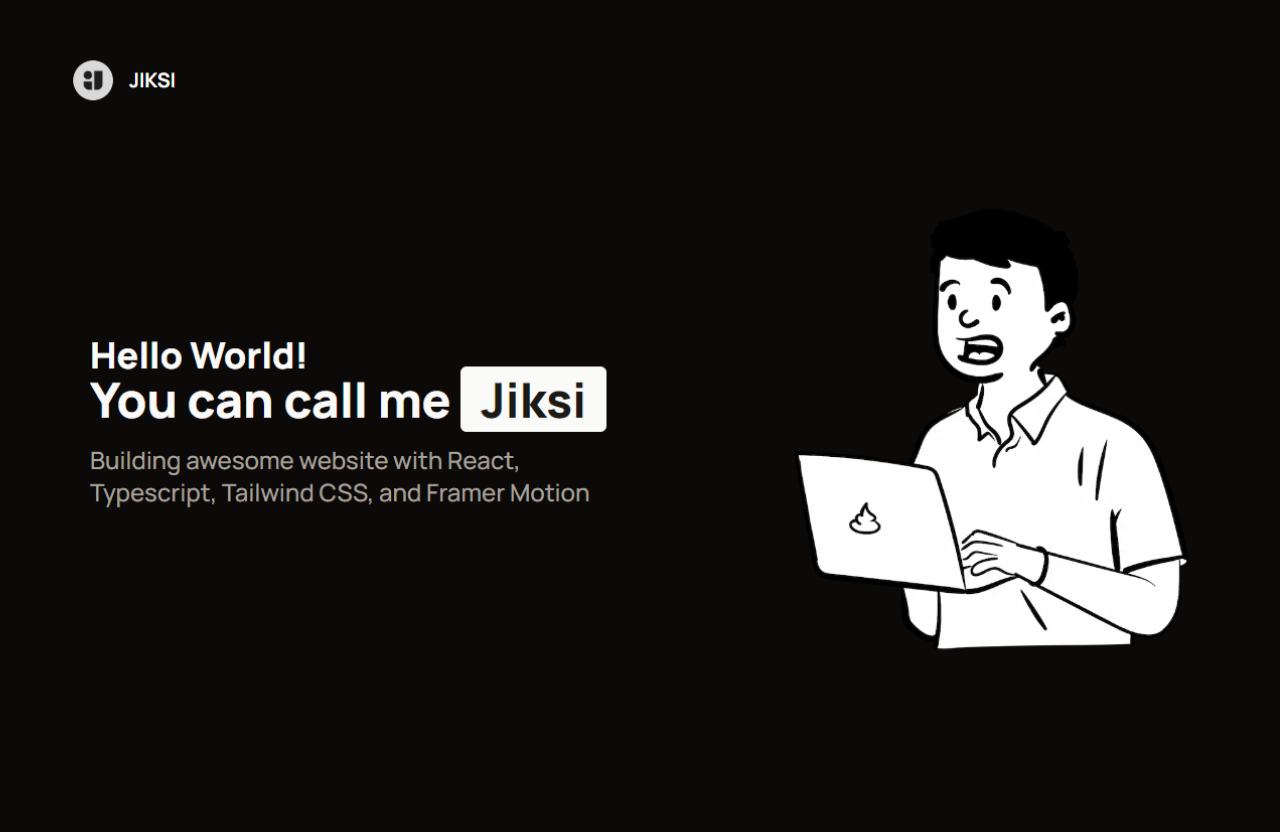 JIKSI
Hello World!
You can call me Jiksi
Building awesome website with React,
Typescript, Tailwind CSS, and Framer Motion